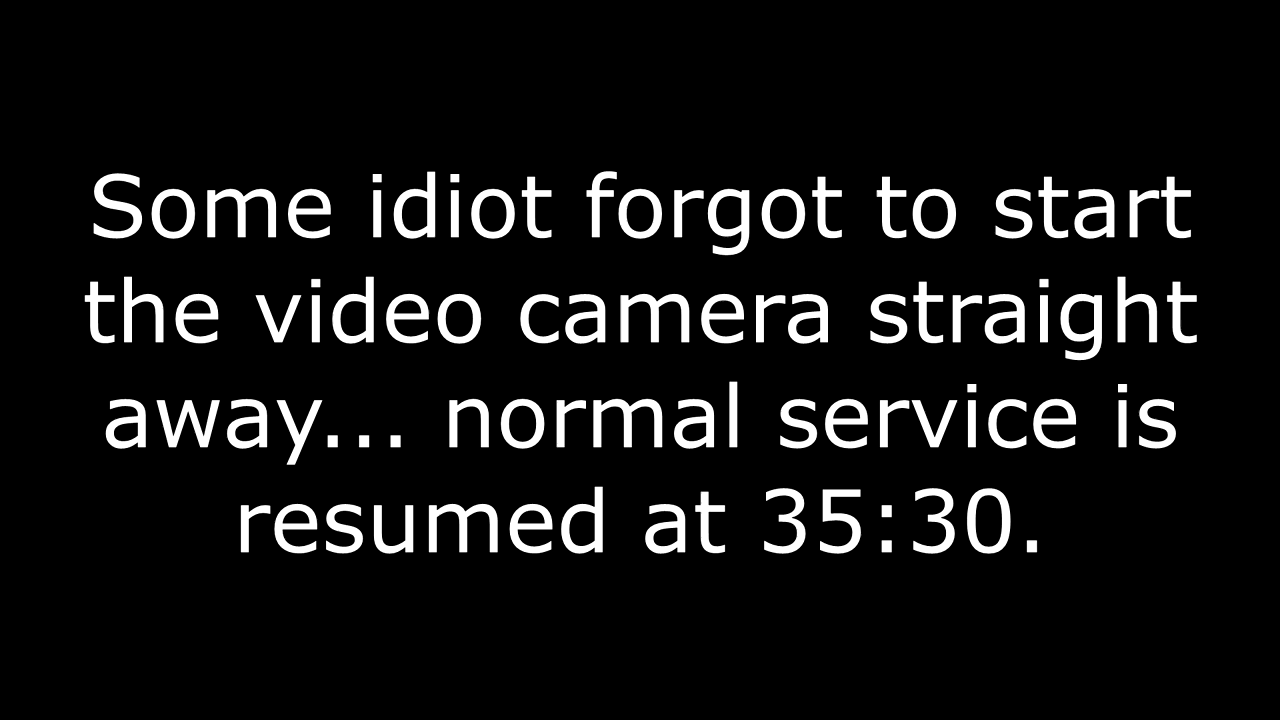 Some idiot forgot to start
the video camera straight
away... normal service is
resumed at 35:30.